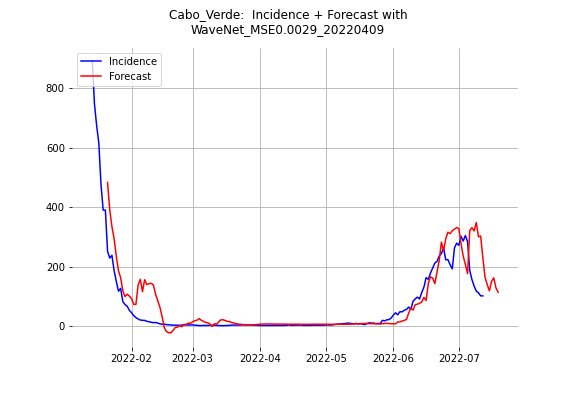 Cabo_Verde:  Incidence + Forecast with
WaveNet_MSE0.0029_20220409
Incidence
Forecast
800
600
400
200
0
2022-02 2022-03 2022-04 2022-05 2022-06 2022-07